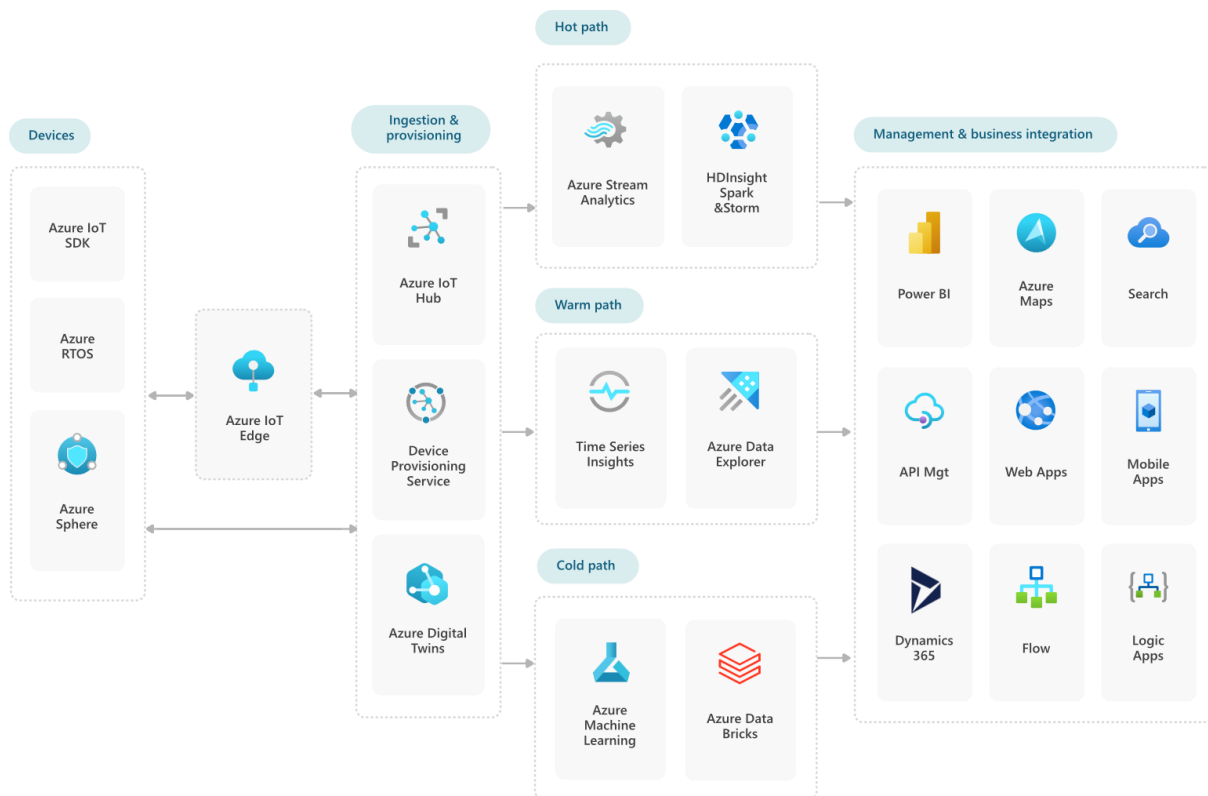 Devices
Azure IoT
SDK
Azure
RTOS
Azure
Sphere
Azure IoT
Edge
Ingestion &
provisioning
Azure IoT
Hub
Device
Provisioning
Service
Azure Digital
Twins
Hot path
Azure Stream
Analytics
HDInsight
Spark
&Storm
Warm path
Time Series
Insights
Azure Data
Explorer
Cold path
Azure
Machine
Learning
Azure Data
Bricks
Management & business integration
Power BI
Azure
Maps
Search
API Mgt
Web Apps
Mobile
Apps
Dynamics
365
Flow
Logic
Apps